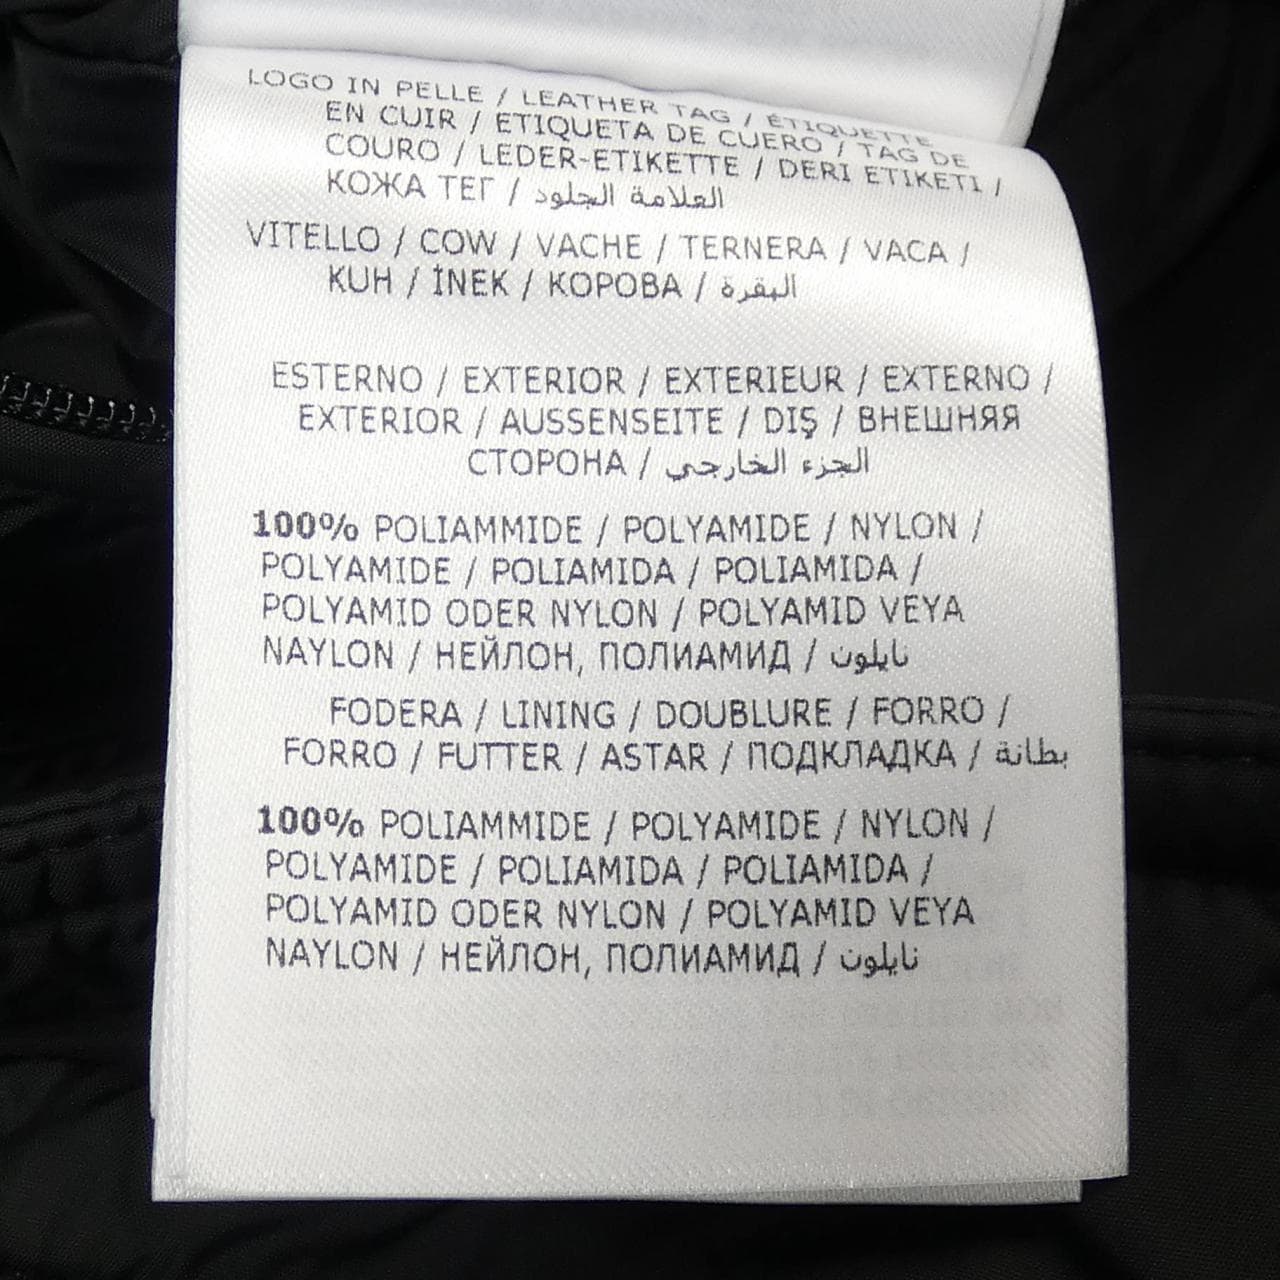 LOGO IN PELLE / LEATHER TAG / ÉTIQUETTE
EN CUIR / ETIQUETA DE CUERO / TAG DE
COURO / LEDER-ETIKETTE / DERI ETIKETI /
КОЖА ТЕГ / العلامة الجلود
VITELLO / COW / VACHE / TERNERA / VACA /
KUH / İNEK / КОРОВА / البقرة
ESTERNO / EXTERIOR / EXTERIEUR / EXTERNO /
EXTERIOR / AUSSENSEITE / DIŞ / ВНЕШНЯЯ
СТОРОНА / الجزء الخارجي
100% POLIAMMIDE / POLYAMIDE / NYLON /
POLYAMIDE / POLIAMIDA / POLIAMIDA /
POLYAMID ODER NYLON / POLYAMID VEYA
NAYLON / НЕЙЛОН, ПОЛИАМИД / نايلون
FODERA / LINING / DOUBLURE / FORRO /
FORRO / FUTTER / ASTAR / ПОДКЛАДКА / بطانة
100% POLIAMMIDE / POLYAMIDE / NYLON /
POLYAMIDE / POLIAMIDA / POLIAMIDA /
POLYAMID ODER NYLON / POLYAMID VEYA
NAYLON / НЕЙЛОН, ПОЛИАМИД / نايلون